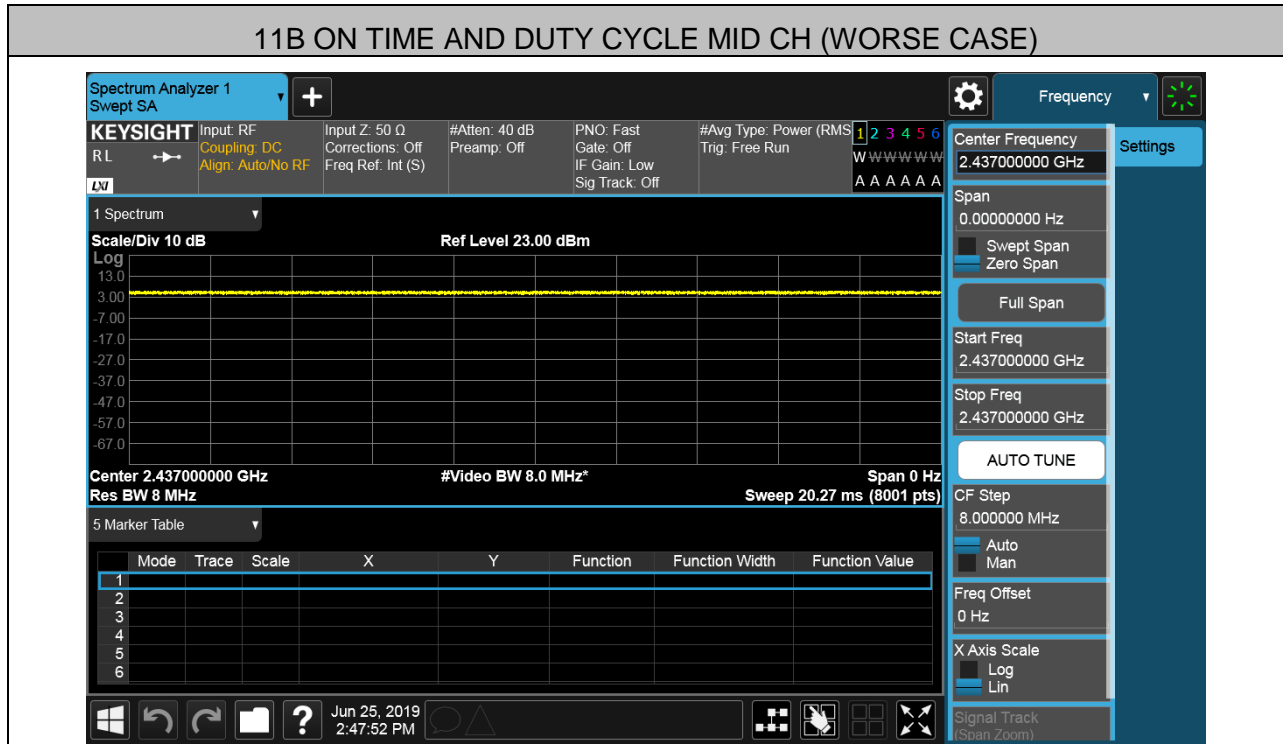 11B ON TIME AND DUTY CYCLE MID CH (WORSE CASE)
Spectrum Analyzer 1
Swept SA
+
Frequency
KEYSIGHT
RL
LXI
Input: RF
Coupling: DC
Align: Auto/No RF
Input Z: 50 Ω
Corrections: Off
Freq Ref: Int (S)
#Atten: 40 dB
Preamp: Off
PNO: Fast
Gate: Off
IF Gain: Low
Sig Track: Off
#Avg Type: Power (RMS
Trig: Free Run
1 2 3 4 5 6
W W W W W W
A A A A A A
1 Spectrum
Scale/Div 10 dB
Ref Level 23.00 dBm
Log
13.0
3.00
-7.00
-17.0
-27.0
-37.0
-47.0
-57.0
-67.0
Center 2.437000000 GHz
#Video BW 8.0 MHz*
Span 0 Hz
Res BW 8 MHz
Sweep 20.27 ms (8001 pts)
5 Marker Table
Mode Trace Scale X Y Function Function Width Function Value
1
2
3
4
5
6
?
Jun 25, 2019
2:47:52 PM
Center Frequency
2.437000000 GHz
Settings
Span
0.00000000 Hz
Swept Span
Zero Span
Full Span
Start Freq
2.437000000 GHz
Stop Freq
2.437000000 GHz
AUTO TUNE
CF Step
8.000000 MHz
Auto
Man
Freq Offset
0 Hz
X Axis Scale
Log
Lin
Signal Track
(Span Zoom)